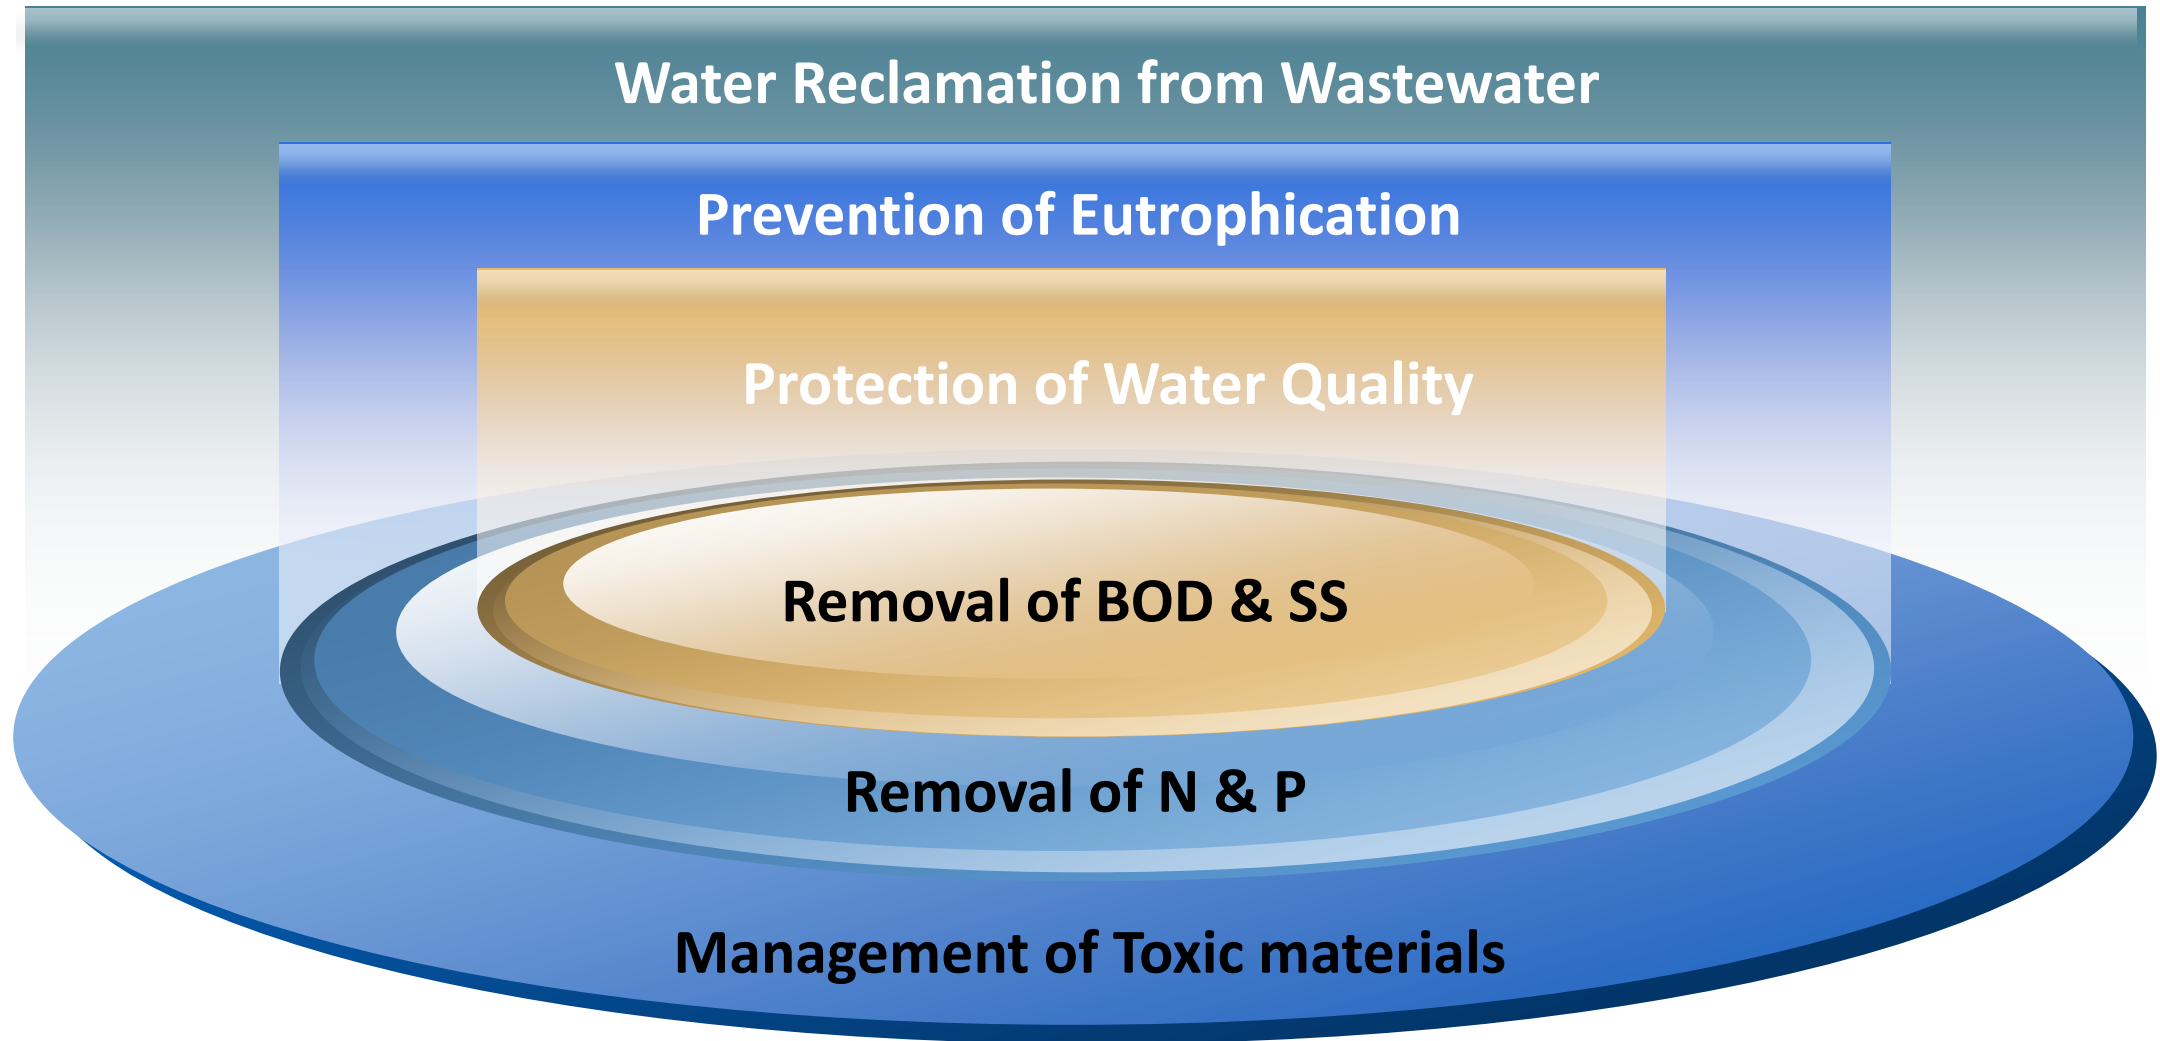 Water Reclamation from Wastewater
Prevention of Eutrophication
Protection of Water Quality
Removal of BOD & SS
Removal of N & P
Management of Toxic materials